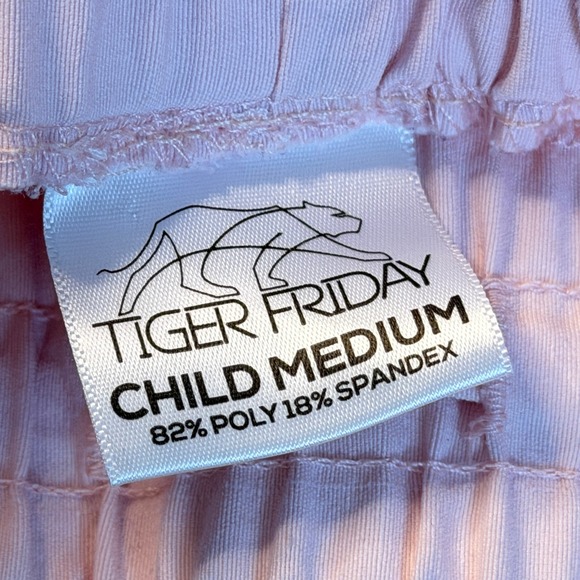 TIGER FRIDAY
CHILD MEDIUM
82% POLY 18% SPANDEX